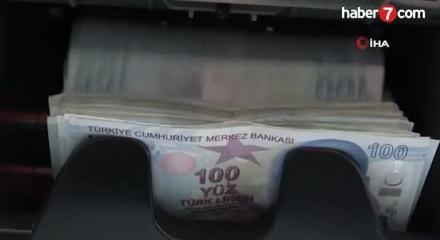 haber7com
İHA
TÜRKİYE CUMHURİYET MERKEZ BANKASI
100
100
YÜZ
TÜRK LİRASI